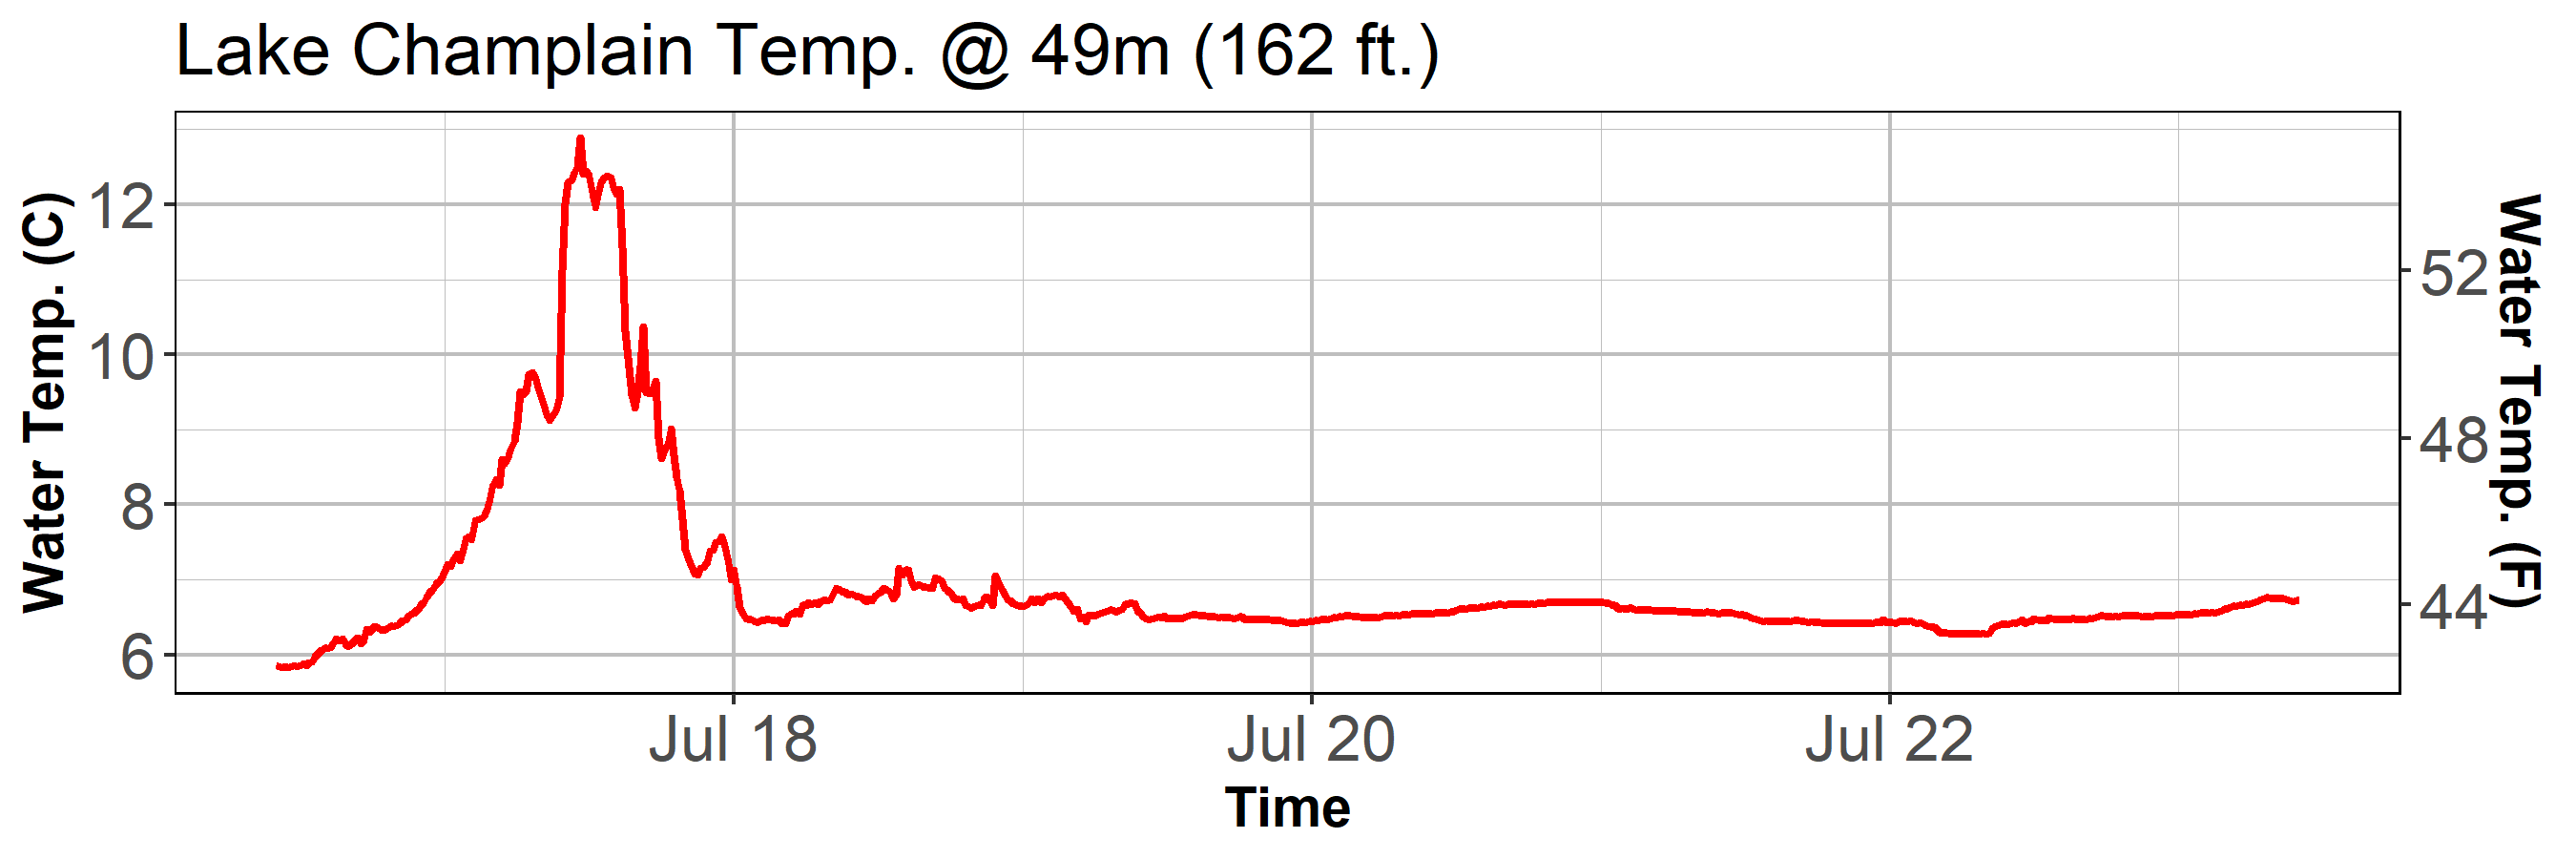 Lake Champlain Temp. @ 49m (162 ft.)
Water Temp. (C)
12
10
8
6
52
48
44
Water Temp. (F)
Jul 18
Jul 20
Jul 22
Time